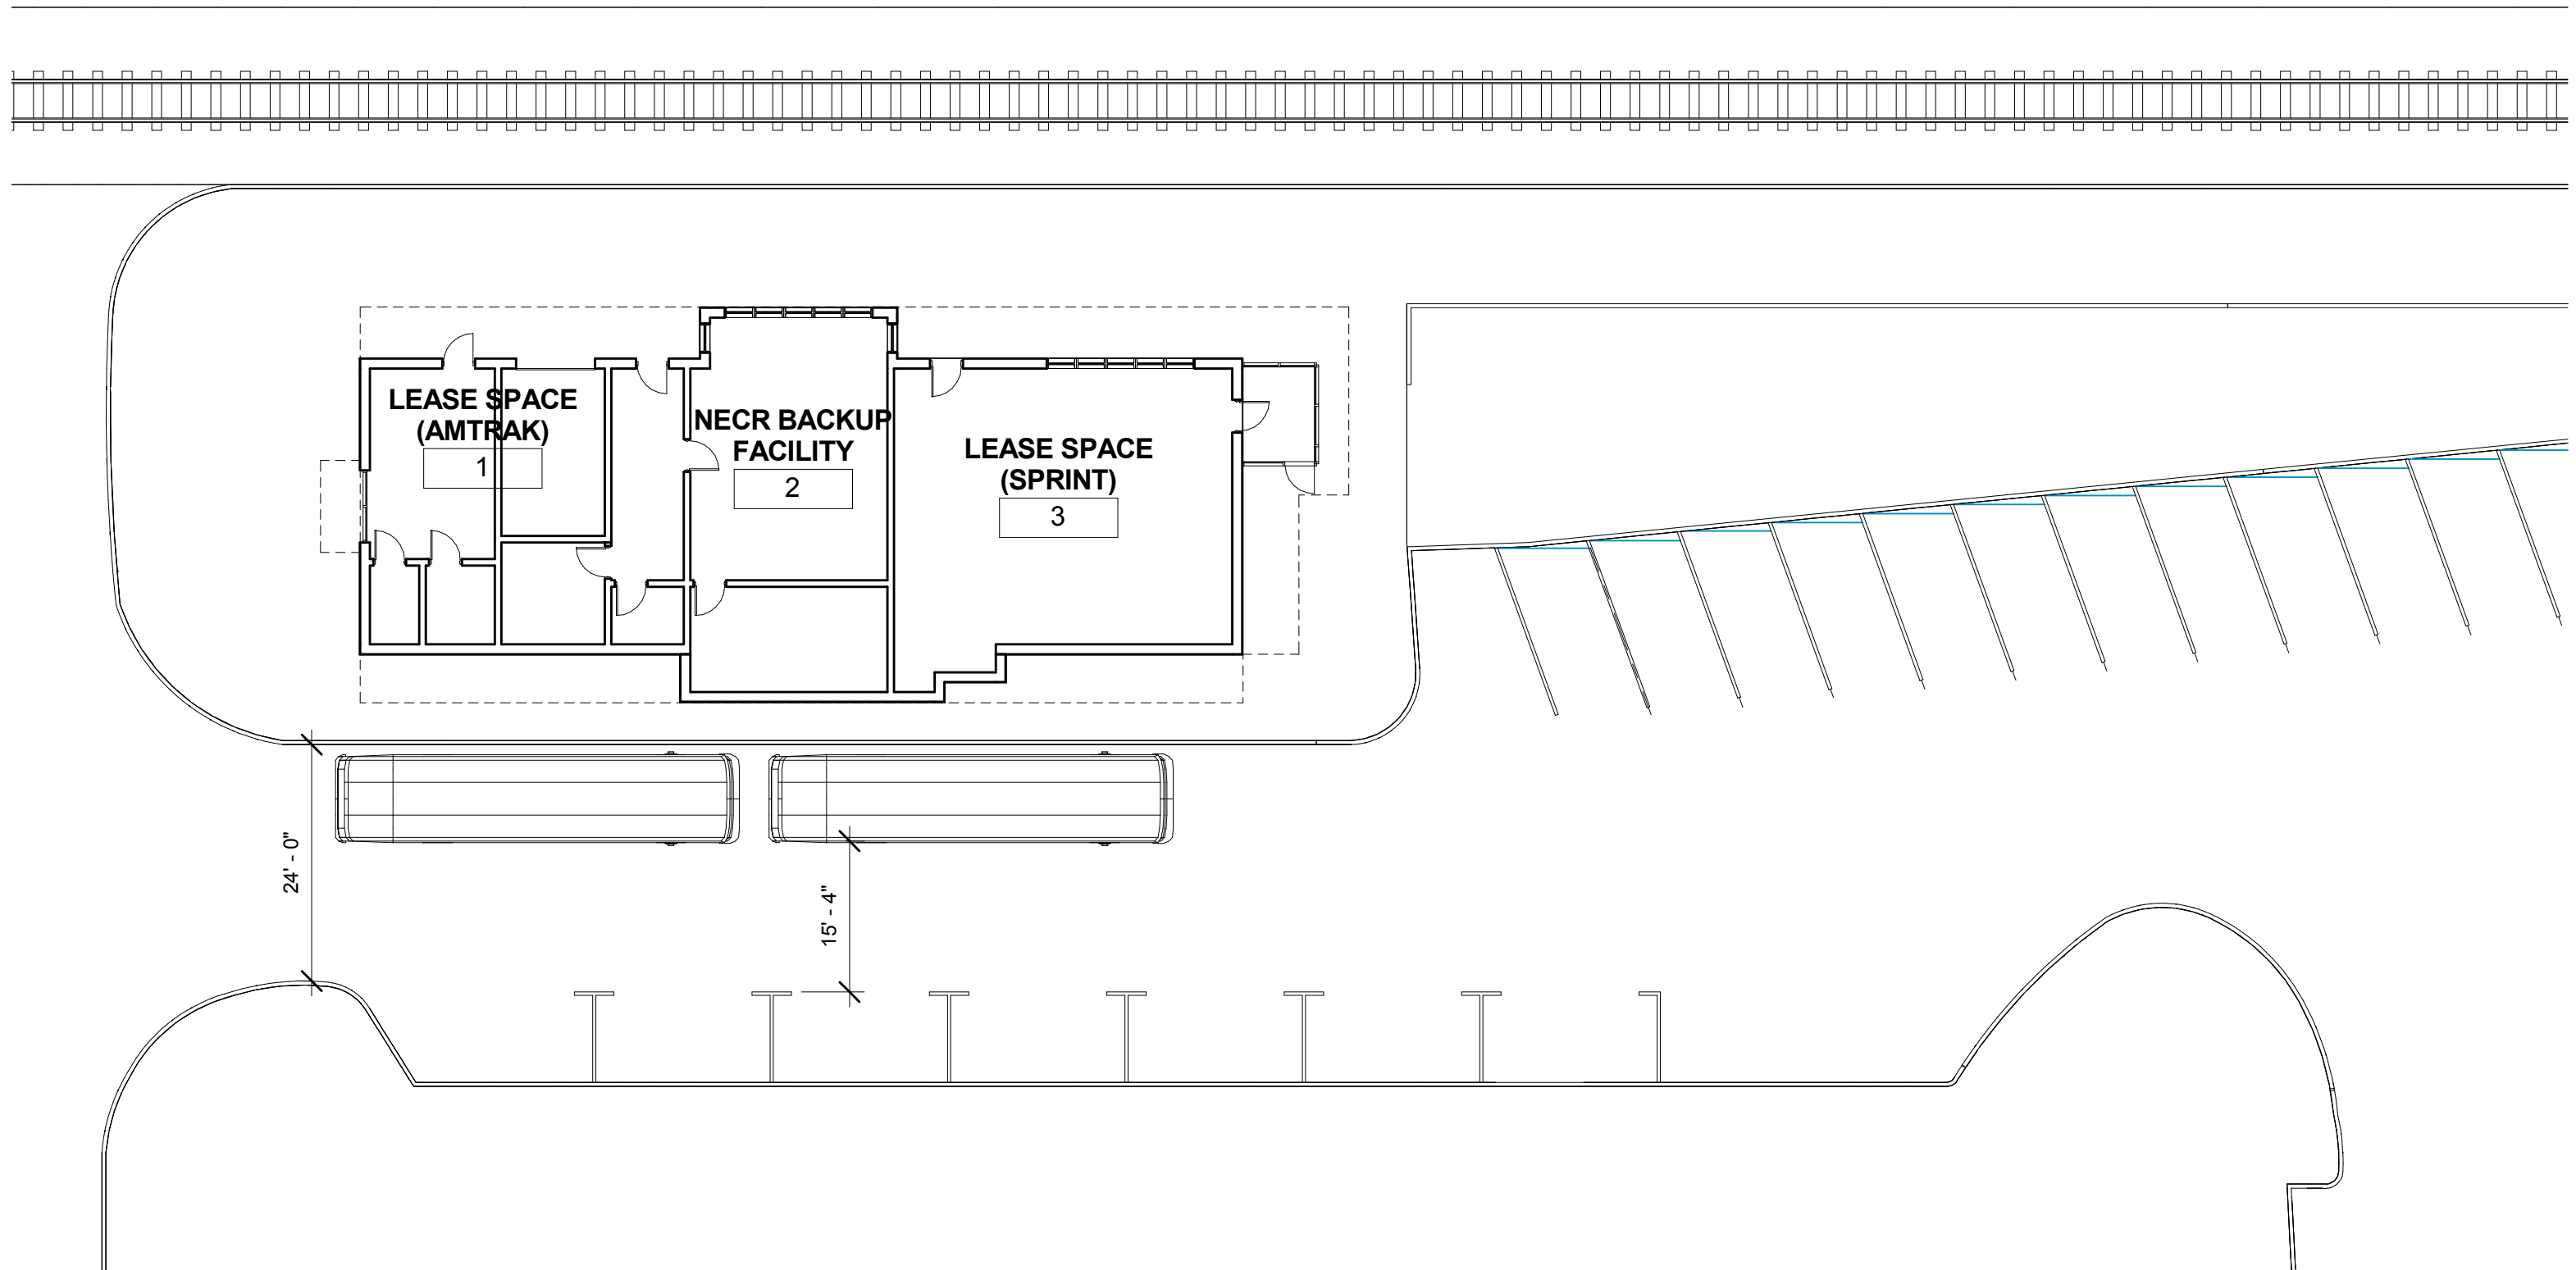 LEASE SPACE
(AMTRAK)
1
NECR BACKUP
FACILITY
2
LEASE SPACE
(SPRINT)
3
24' - 0"
15' - 4"